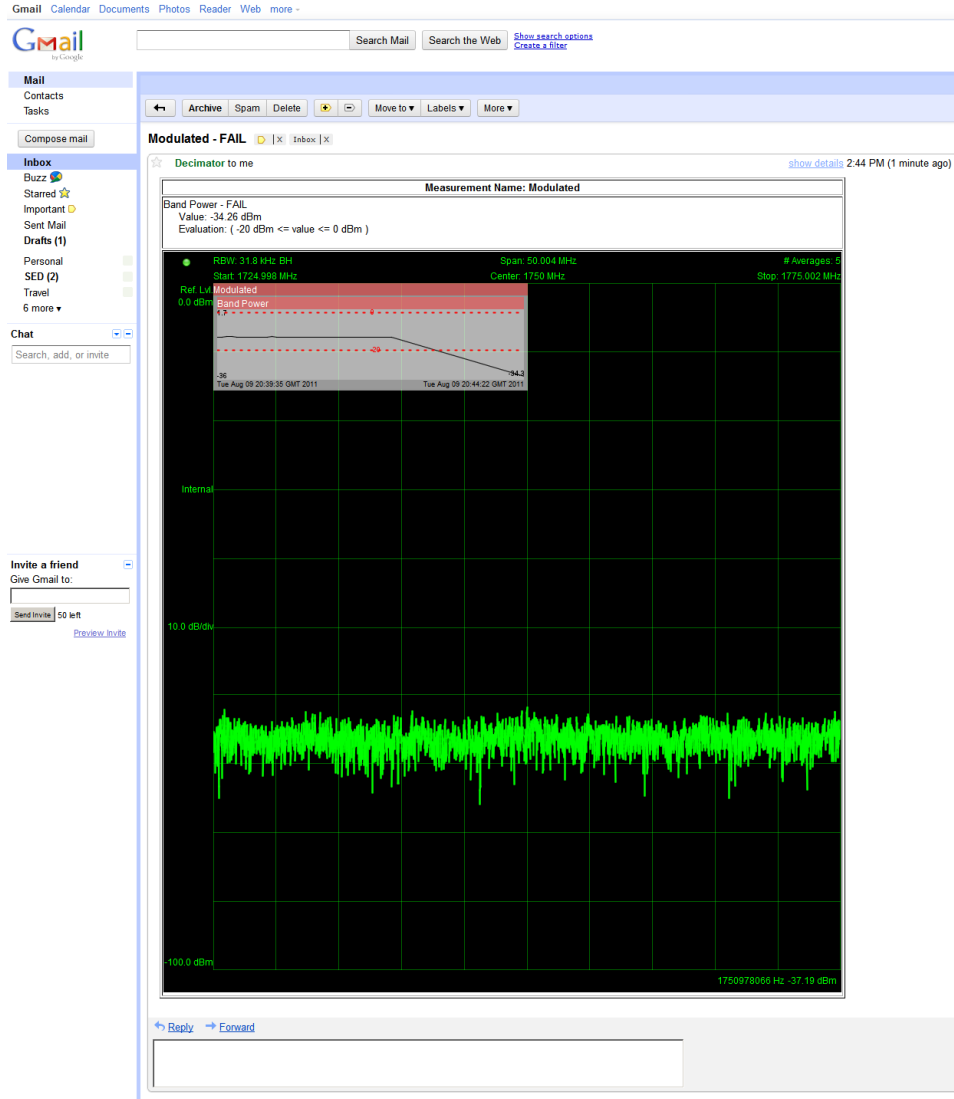 Gmail Calendar Documents Photos Reader Web more
Gmail
by Google
Search Mail Search the Web Show search options
Create a filter
Mail
Contacts
Tasks
Compose mail
Inbox
Buzz
Starred
Important
Sent Mail
Drafts (1)
Personal
SED (2)
Travel
6 more ▾
Chat
Search, add, or invite
Invite a friend
Give Gmail to:
Send Invite 50 left
Preview Invite
Archive Spam Delete Move to ▾ Labels ▾ More ▾
Modulated - FAIL X Inbox X
Decimator to me show details 2:44 PM (1 minute ago)
Measurement Name: Modulated
Band Power - FAIL
Value: -34.26 dBm
Evaluation: ( -20 dBm <= value <= 0 dBm )
RBW: 31.8 kHz BH Span: 50.004 MHz # Averages: 5
Start: 1724.998 MHz Center: 1750 MHz Stop: 1775.002 MHz
Ref. Lvl Modulated
0.0 dBm Band Power
0
-20
-36 -34.3
Tue Aug 09 20:39:35 GMT 2011 Tue Aug 09 20:44:22 GMT 2011
Internal
10.0 dB/div
-100.0 dBm
1750978066 Hz -37.19 dBm
Reply Forward